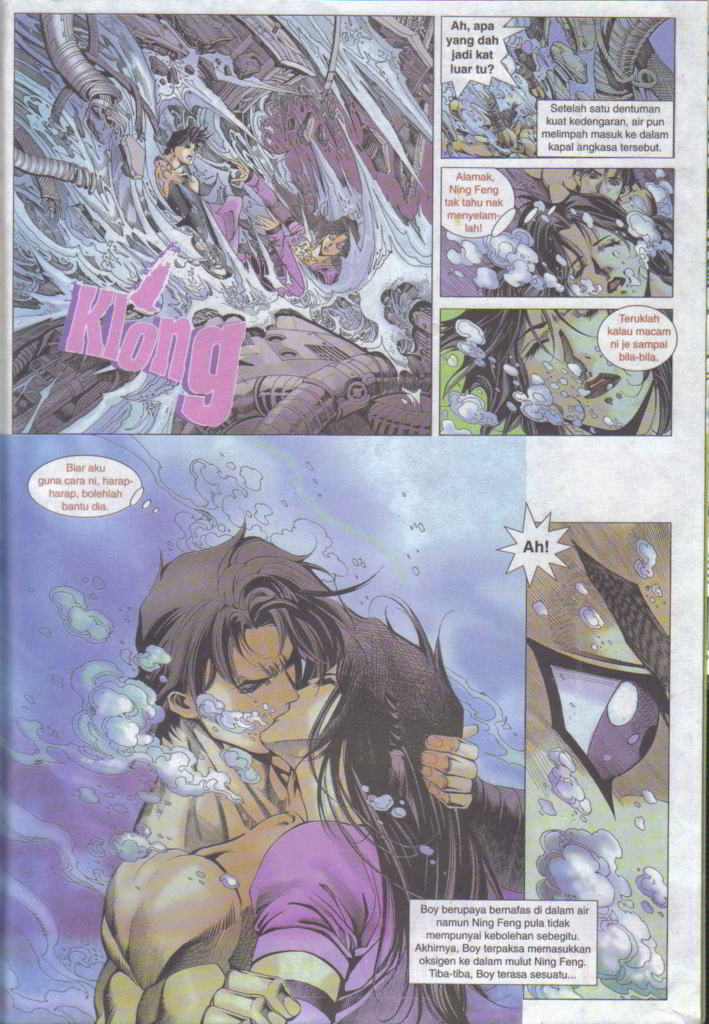 Klong
Ah, apa
yang dah
jadi kat
luar tu?
Setelah satu dentuman
kuat kedengaran, air pun
melimpah masuk ke dalam
kapal angkasa tersebut.
Alamak,
Ning Feng
tak tahu nak
menyelam-
lah!
Teruklah
kalau macam
ni je sampal
bila-bila.
Biar aku
guna cara ni, harap-
harap, bolehlah
bantu dia.
Ah!
Boy berupaya bernafas di dalam air
namun Ning Feng pula tidak
mempunyai kebolehan sebegitu.
Akhirnya, Boy terpaksa memasukkan
oksigen ke dalam mulut Ning Feng.
Tiba-tiba, Boy terasa sesuatu...